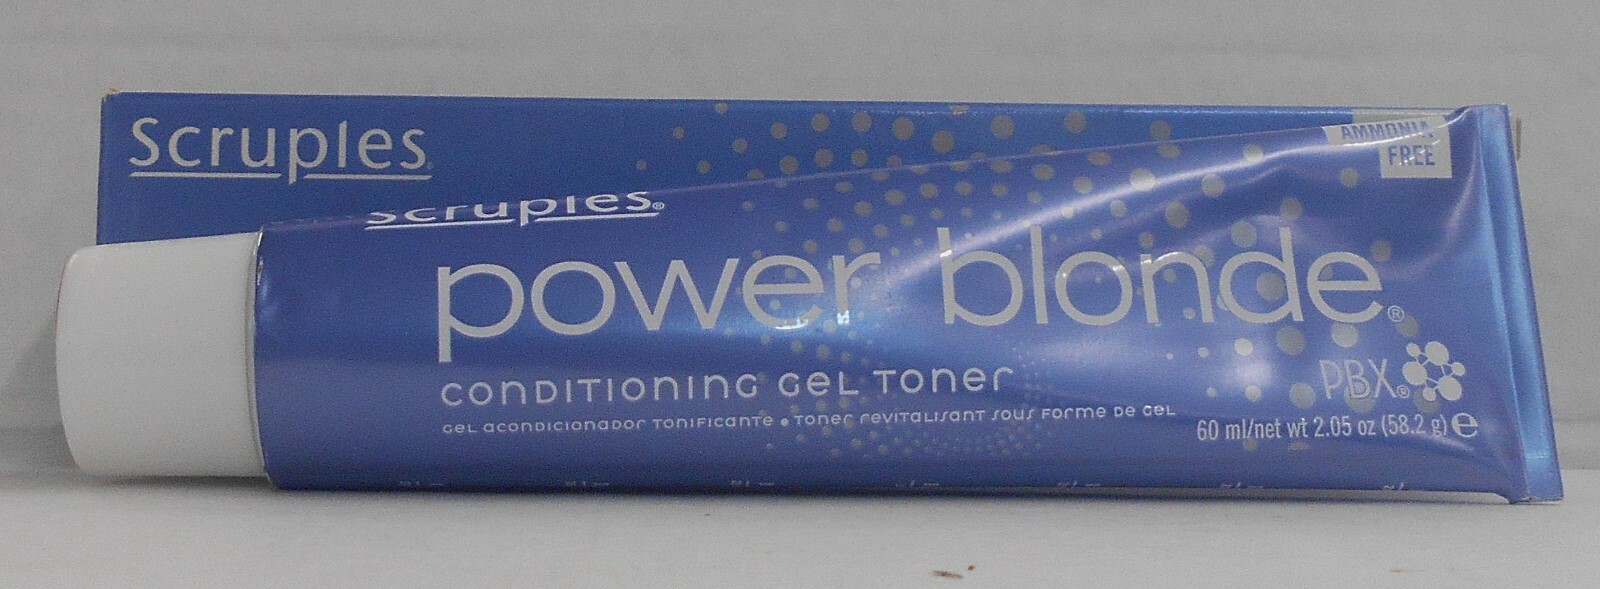 Scruples
AMMONIA
FREE
Scruples®
power blonde®
CONDITIONING GEL TONER
PBX®
GEL ACONDICIONADOR TONIFICANTE • TONER REVITALISANT SOUS FORME DE GEL
60 ml/net wt 2.05 oz (58.2 g) e